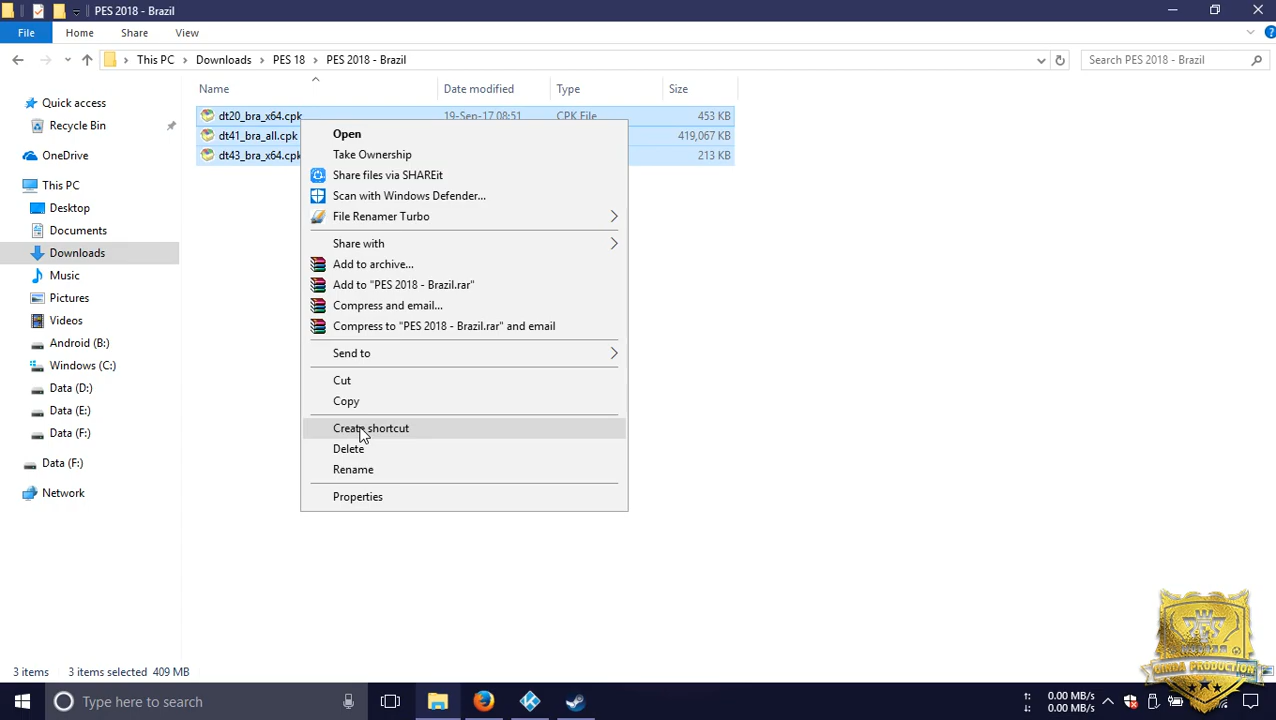 PES 2018 - Brazil
File Home Share View
This PC Downloads PES 18 PES 2018 - Brazil
Search PES 2018 - Brazil
Name Date modified Type Size
Quick access
Recycle Bin
OneDrive
This PC
Desktop
Documents
Downloads
Music
Pictures
Videos
Android (B:)
Windows (C:)
Data (D:)
Data (E:)
Data (F:)
Data (F:)
Network
dt20_bra_x64.cpk 19-Sep-17 08:51 CPK File 453 KB
dt41_bra_all.cpk 419,067 KB
dt43_bra_x64.cpk 213 KB
Open
Take Ownership
Share files via SHAREit
Scan with Windows Defender...
File Renamer Turbo
Share with
Add to archive...
Add to "PES 2018 - Brazil.rar"
Compress and email...
Compress to "PES 2018 - Brazil.rar" and email
Send to
Cut
Copy
Create shortcut
Delete
Rename
Properties
3 items 3 items selected 409 MB
PRODUCTION
Type here to search
0.00 MB/s
0.00 MB/s